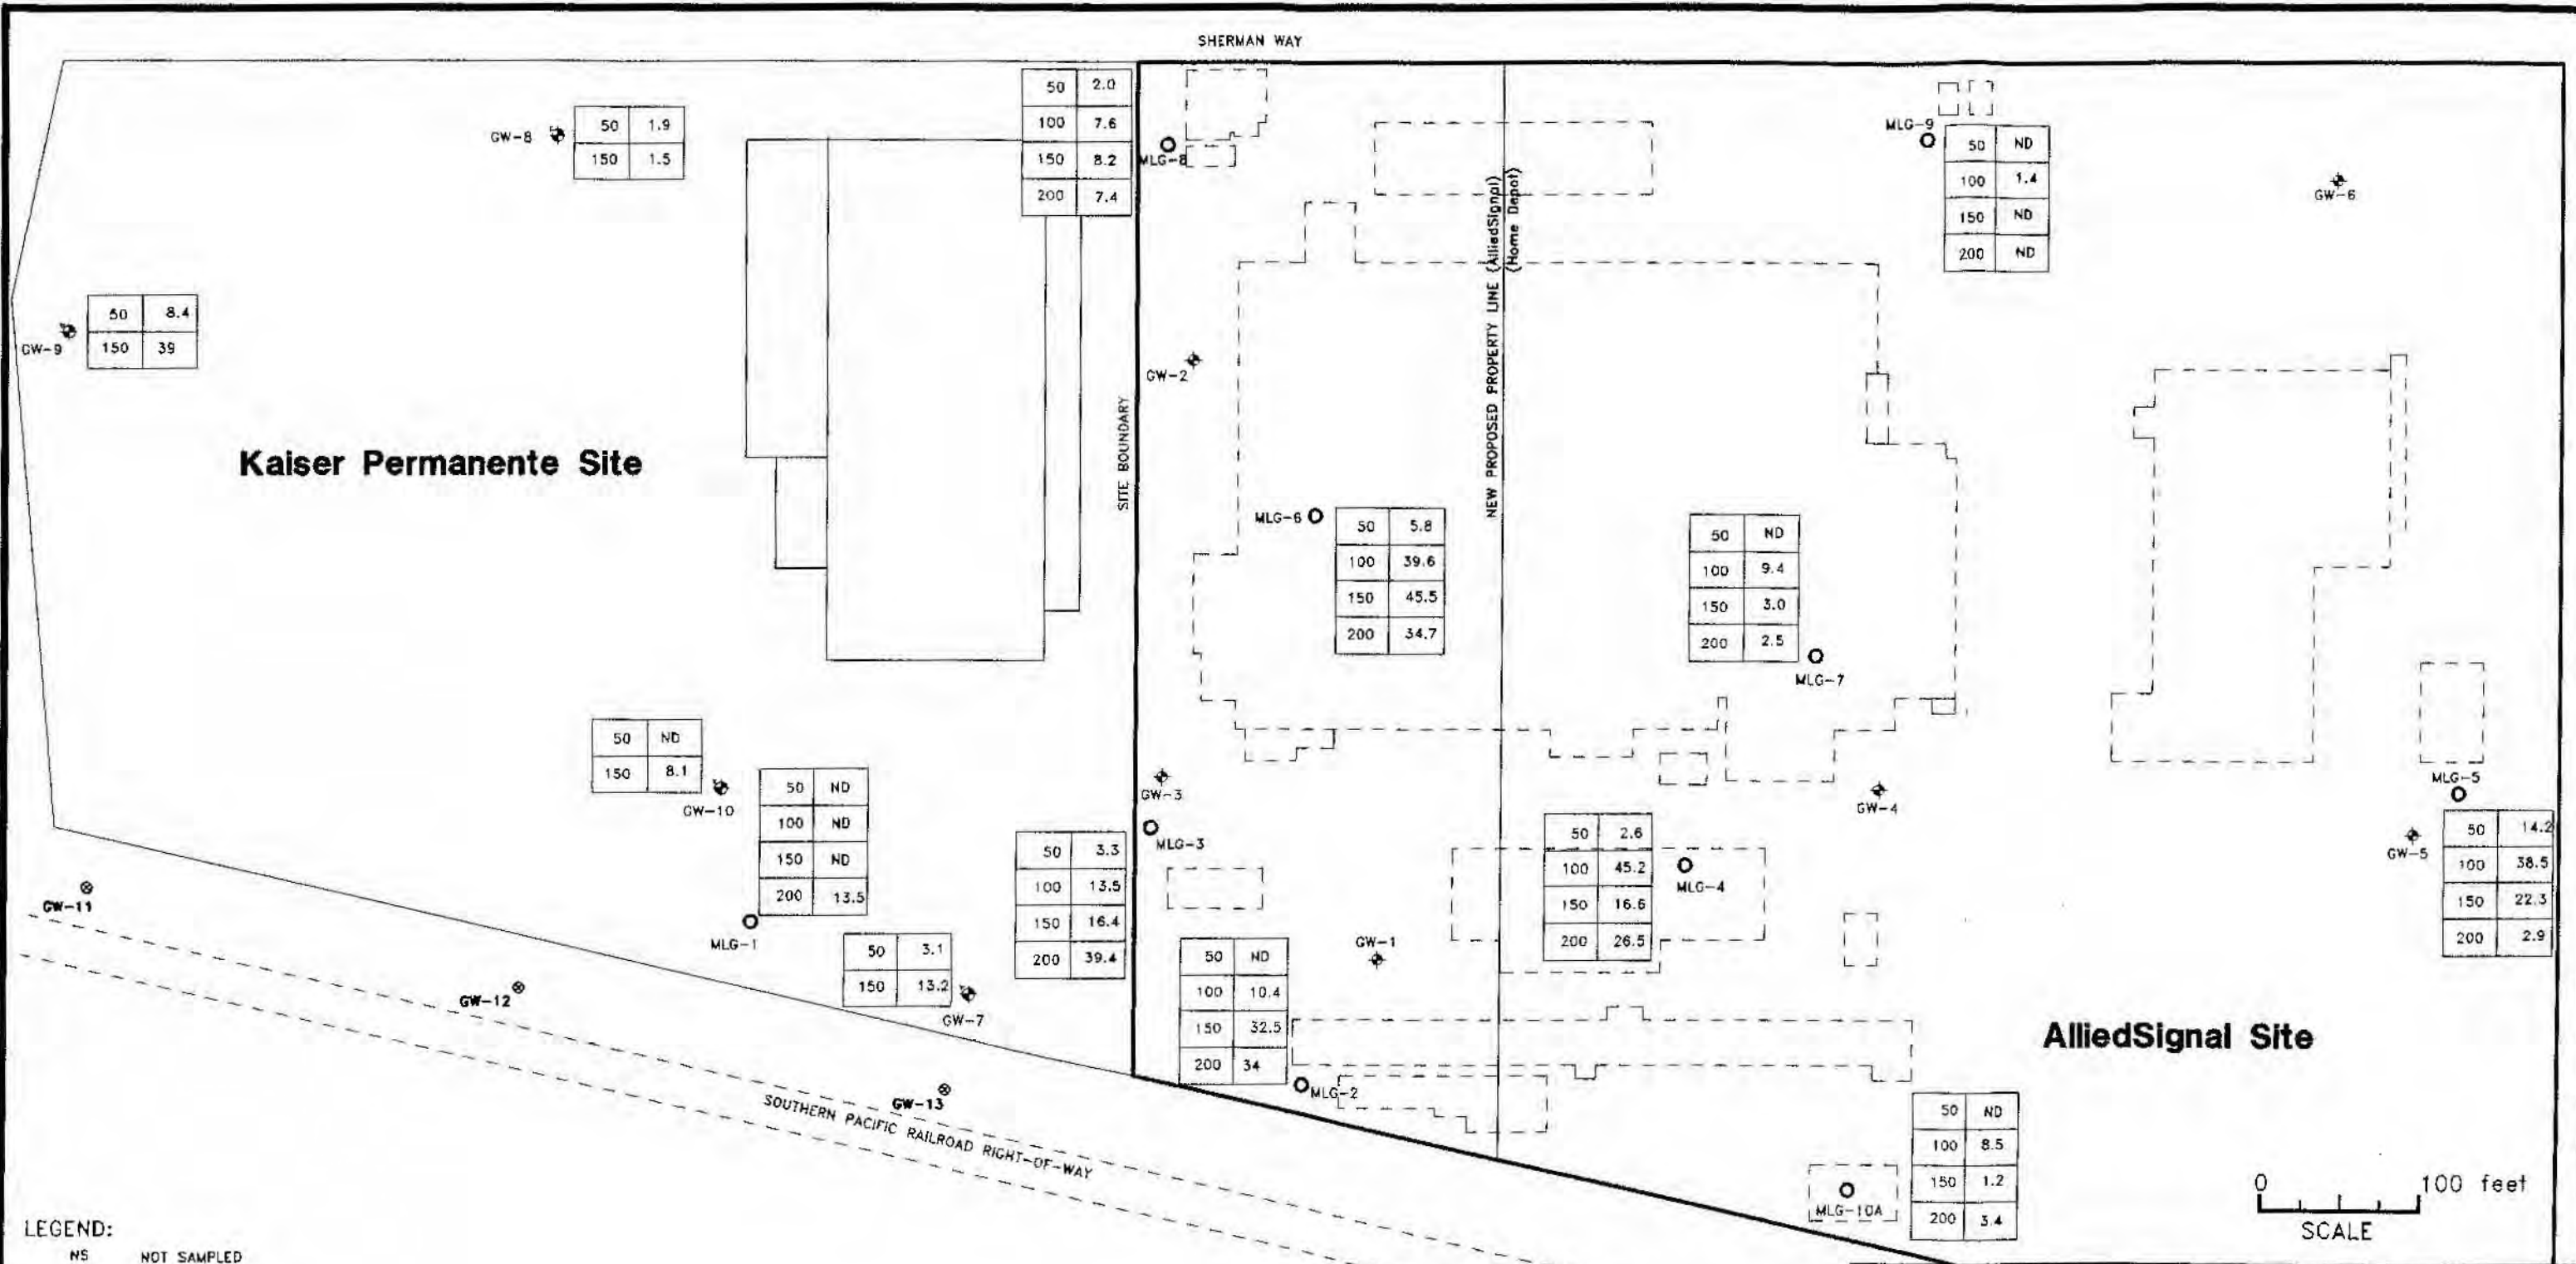 SHERMAN WAY
50 2.0
100 7.6
150 8.2
200 7.4
MLG-8
GW-8
50 1.9
150 1.5
MLG-9
50 ND
100 1.4
150 ND
200 ND
GW-6
GW-9
50 8.4
150 39
GW-2
Kaiser Permanente Site
SITE BOUNDARY
NEW PROPOSED PROPERTY LINE (AlliedSignal)
(Home Depot)
MLG-6
50 5.8
100 39.6
150 45.5
200 34.7
50 ND
100 9.4
150 3.0
200 2.5
MLG-7
50 ND
150 8.1
GW-10
50 ND
100 ND
150 ND
200 13.5
MLG-1
GW-3
MLG-3
50 3.3
100 13.5
150 16.4
200 39.4
GW-4
50 2.6
100 45.2
150 16.6
200 26.5
MLG-4
MLG-5
GW-5
50 14.2
100 38.5
150 22.3
200 2.9
GW-11
GW-12
GW-13
50 3.1
150 13.2
GW-7
GW-1
50 ND
100 10.4
150 32.5
200 34
MLG-2
AlliedSignal Site
SOUTHERN PACIFIC RAILROAD RIGHT-OF-WAY
50 ND
100 8.5
150 1.2
200 3.4
MLG-10A
0 100 feet
SCALE
LEGEND:
NS NOT SAMPLED